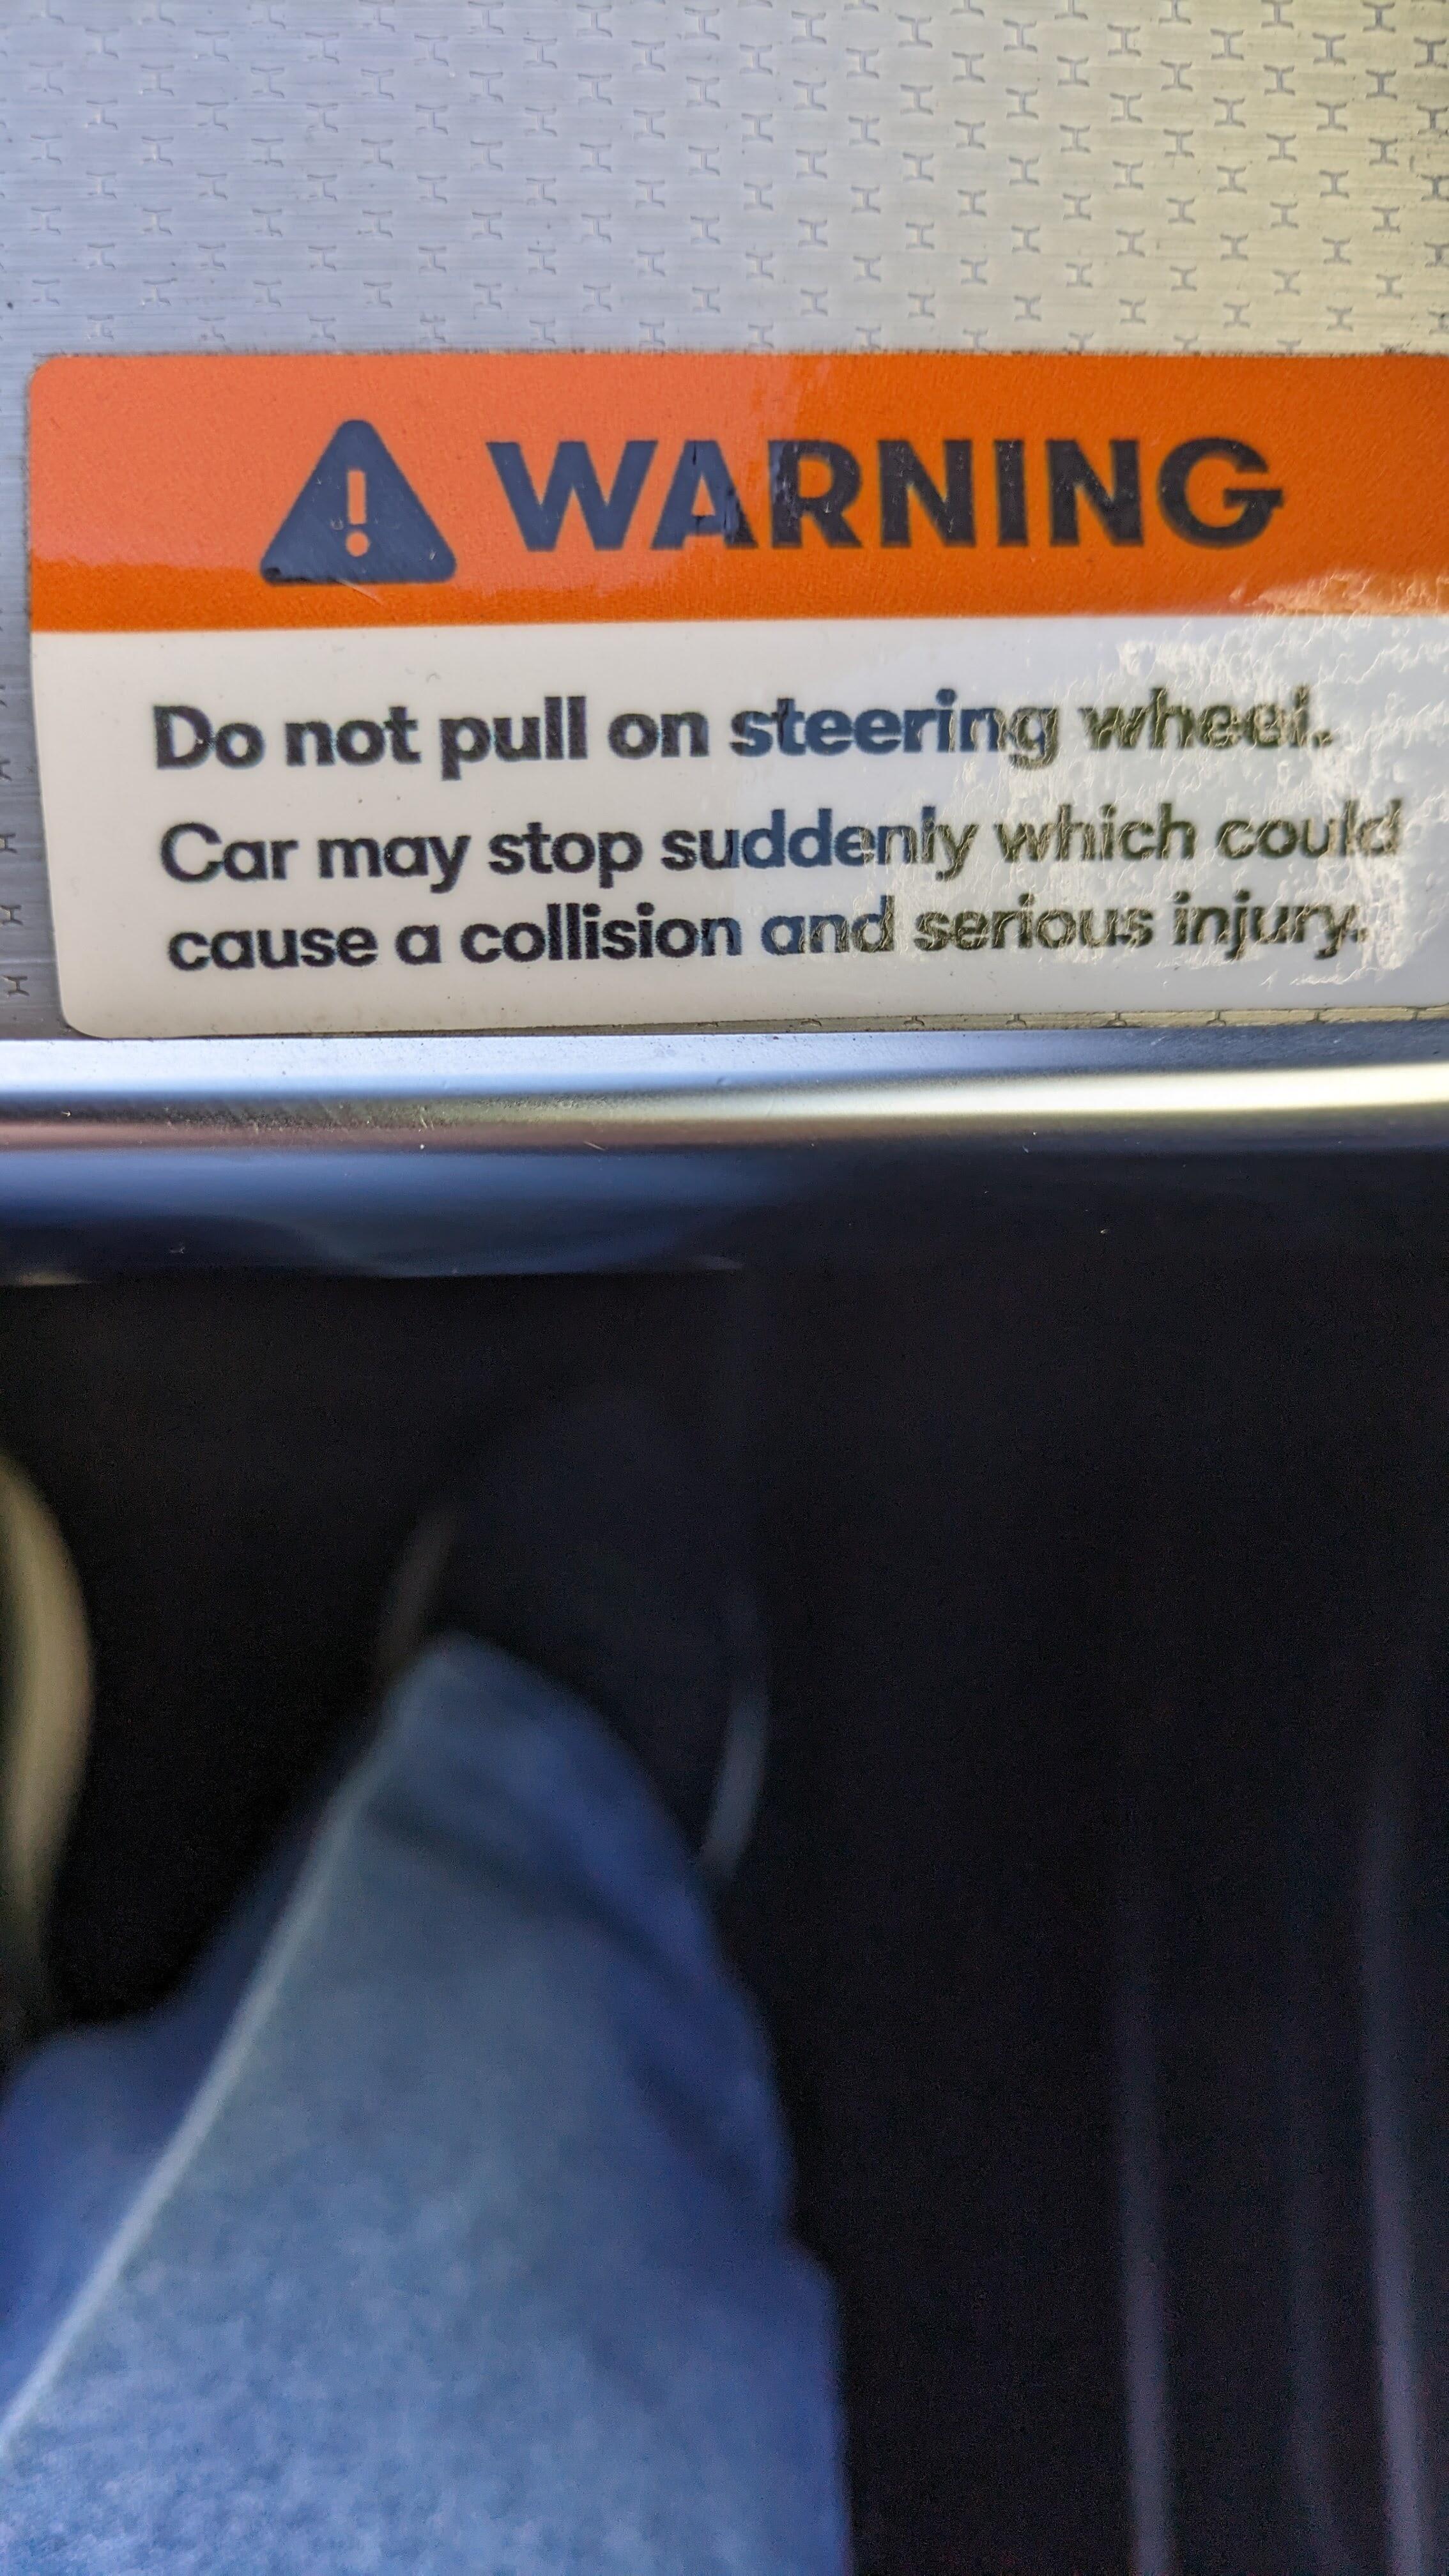 WARNING
Do not pull on steering wheel.
Car may stop suddenly which could
cause a collision and serious injury.